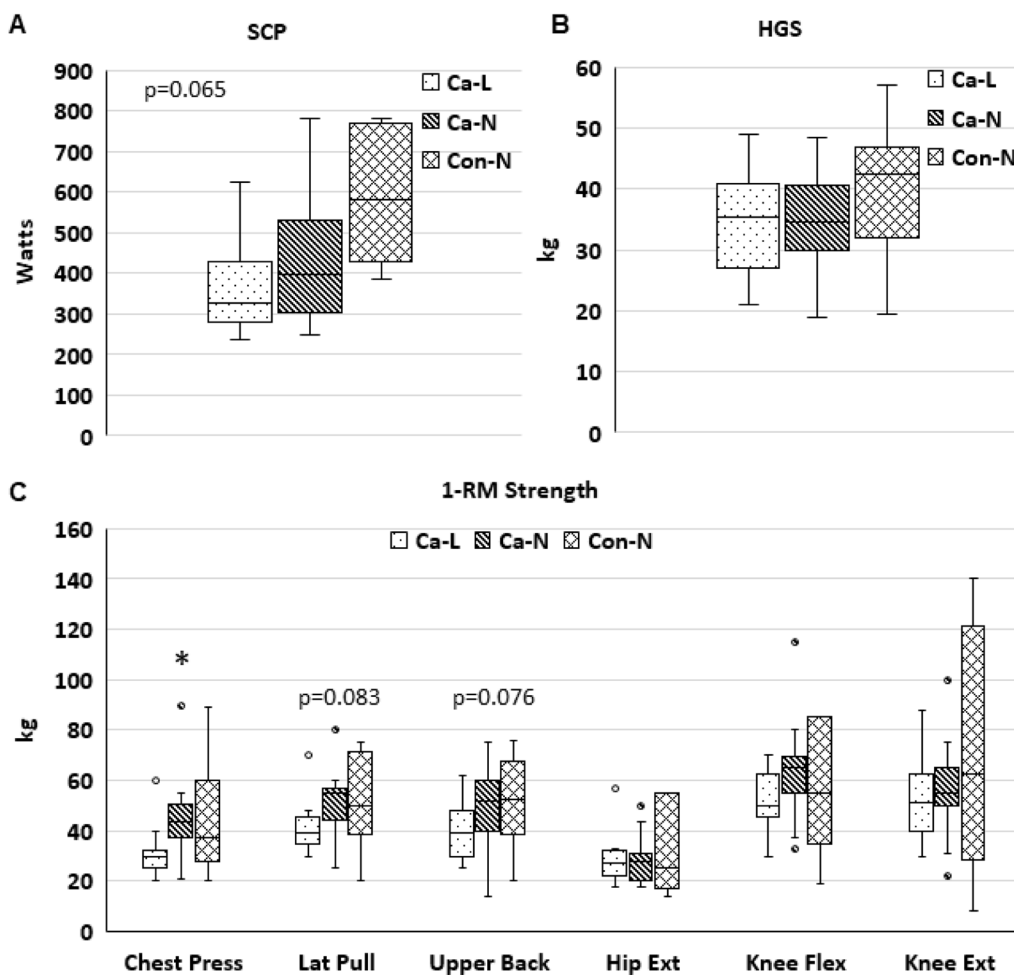 A
SCP
900
800
700
600
500
400
300
200
100
0
Watts
p=0.065
Ca-L
Ca-N
Con-N
B
HGS
60
50
40
30
20
10
0
kg
Ca-L
Ca-N
Con-N
C
1-RM Strength
Ca-L Ca-N Con-N
160
140
120
100
80
60
40
20
0
kg
*
p=0.083
p=0.076
Chest Press Lat Pull Upper Back Hip Ext Knee Flex Knee Ext